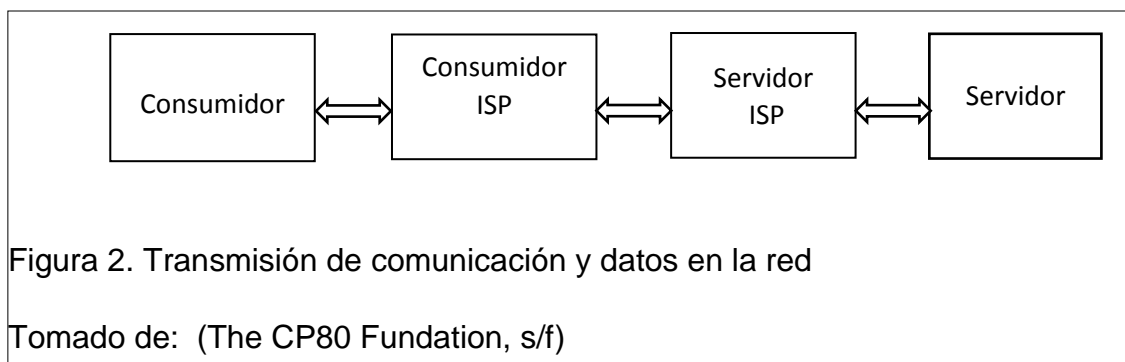 Consumidor
Consumidor
ISP
Servidor
ISP
Servidor
Figura 2. Transmisión de comunicación y datos en la red
Tomado de: (The CP80 Fundation, s/f)